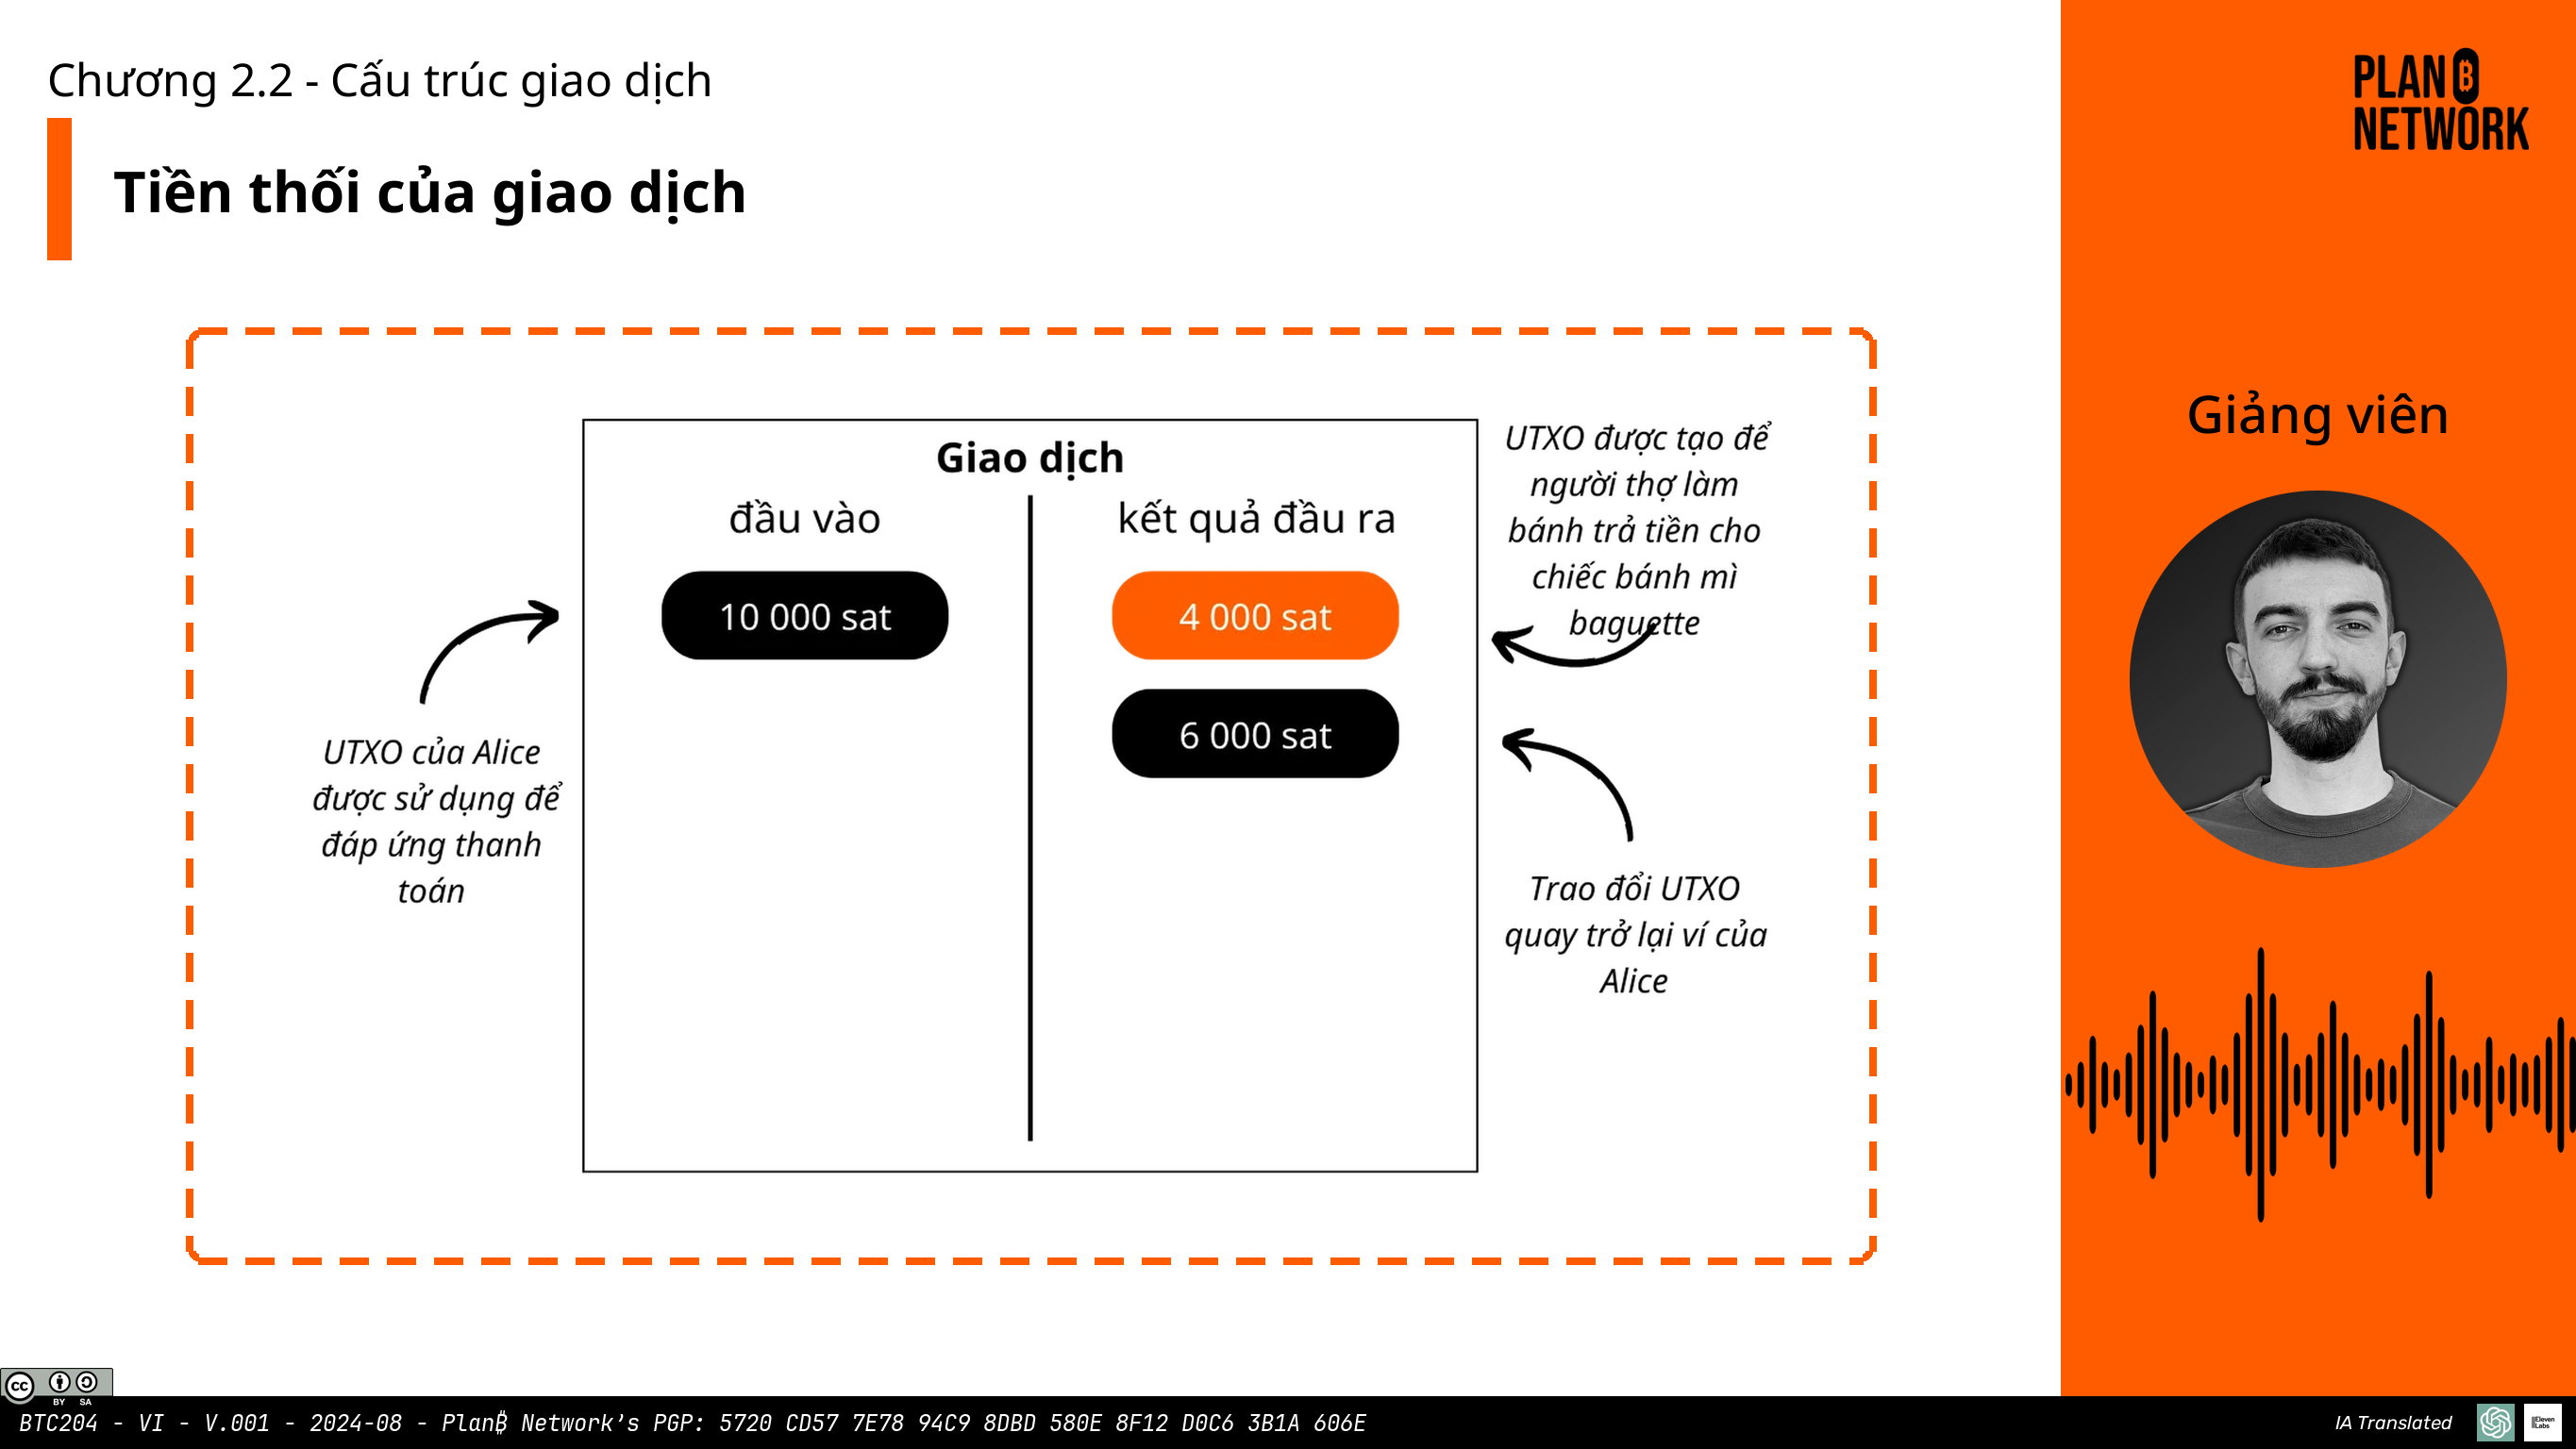 Chương 2.2 - Cấu trúc giao dịch
Tiền thối của giao dịch
PLAN ₿
NETWORK
Giảng viên
Giao dịch
đầu vào
kết quả đầu ra
10 000 sat
4 000 sat
6 000 sat
UTXO của Alice
được sử dụng để
đáp ứng thanh
toán
UTXO được tạo để
người thợ làm
bánh trả tiền cho
chiếc bánh mì
baguette
Trao đổi UTXO
quay trở lại ví của
Alice
cc
BY SA
BTC204 - VI - V.001 - 2024-08 - Plan₿ Network’s PGP: 5720 CD57 7E78 94C9 8DBD 580E 8F12 D0C6 3B1A 606E
IA Translated
ElevenLabs